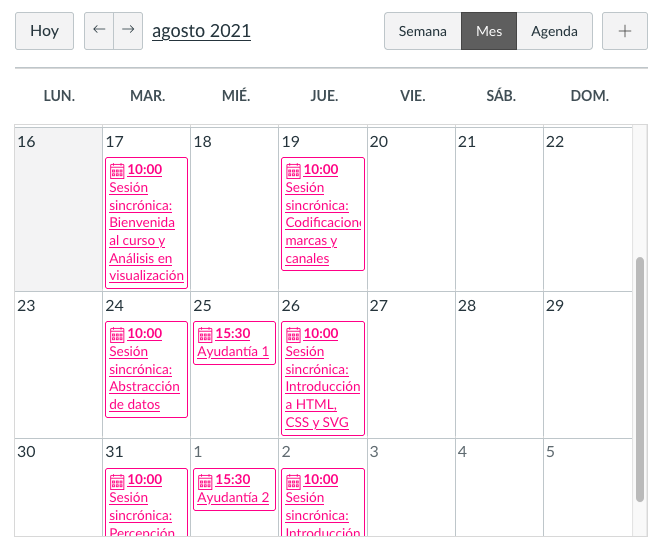 Hoy ← → agosto 2021 Semana Mes Agenda +
LUN. MAR. MIÉ. JUE. VIE. SÁB. DOM.
16 17 18 19 20 21 22
10:00
Sesión
sincrónica:
Bienvenida
al curso y
Análisis en
visualización
10:00
Sesión
sincrónica:
Codificacion
marcas y
canales
23 24 25 26 27 28 29
10:00
Sesión
sincrónica:
Abstracción
de datos
15:30
Ayudantía 1
10:00
Sesión
sincrónica:
Introducción
a HTML,
CSS y SVG
30 31 1 2 3 4 5
10:00
Sesión
sincrónica:
Percepción
15:30
Ayudantía 2
10:00
Sesión
sincrónica:
Introducción